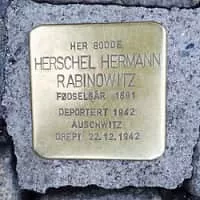 HER BODDE
HERSCHEL HERMANN
RABINOWITZ
FØDSELSÅR 1891
DEPORTERT 1942
AUSCHWITZ
DREPT 22.12.1942